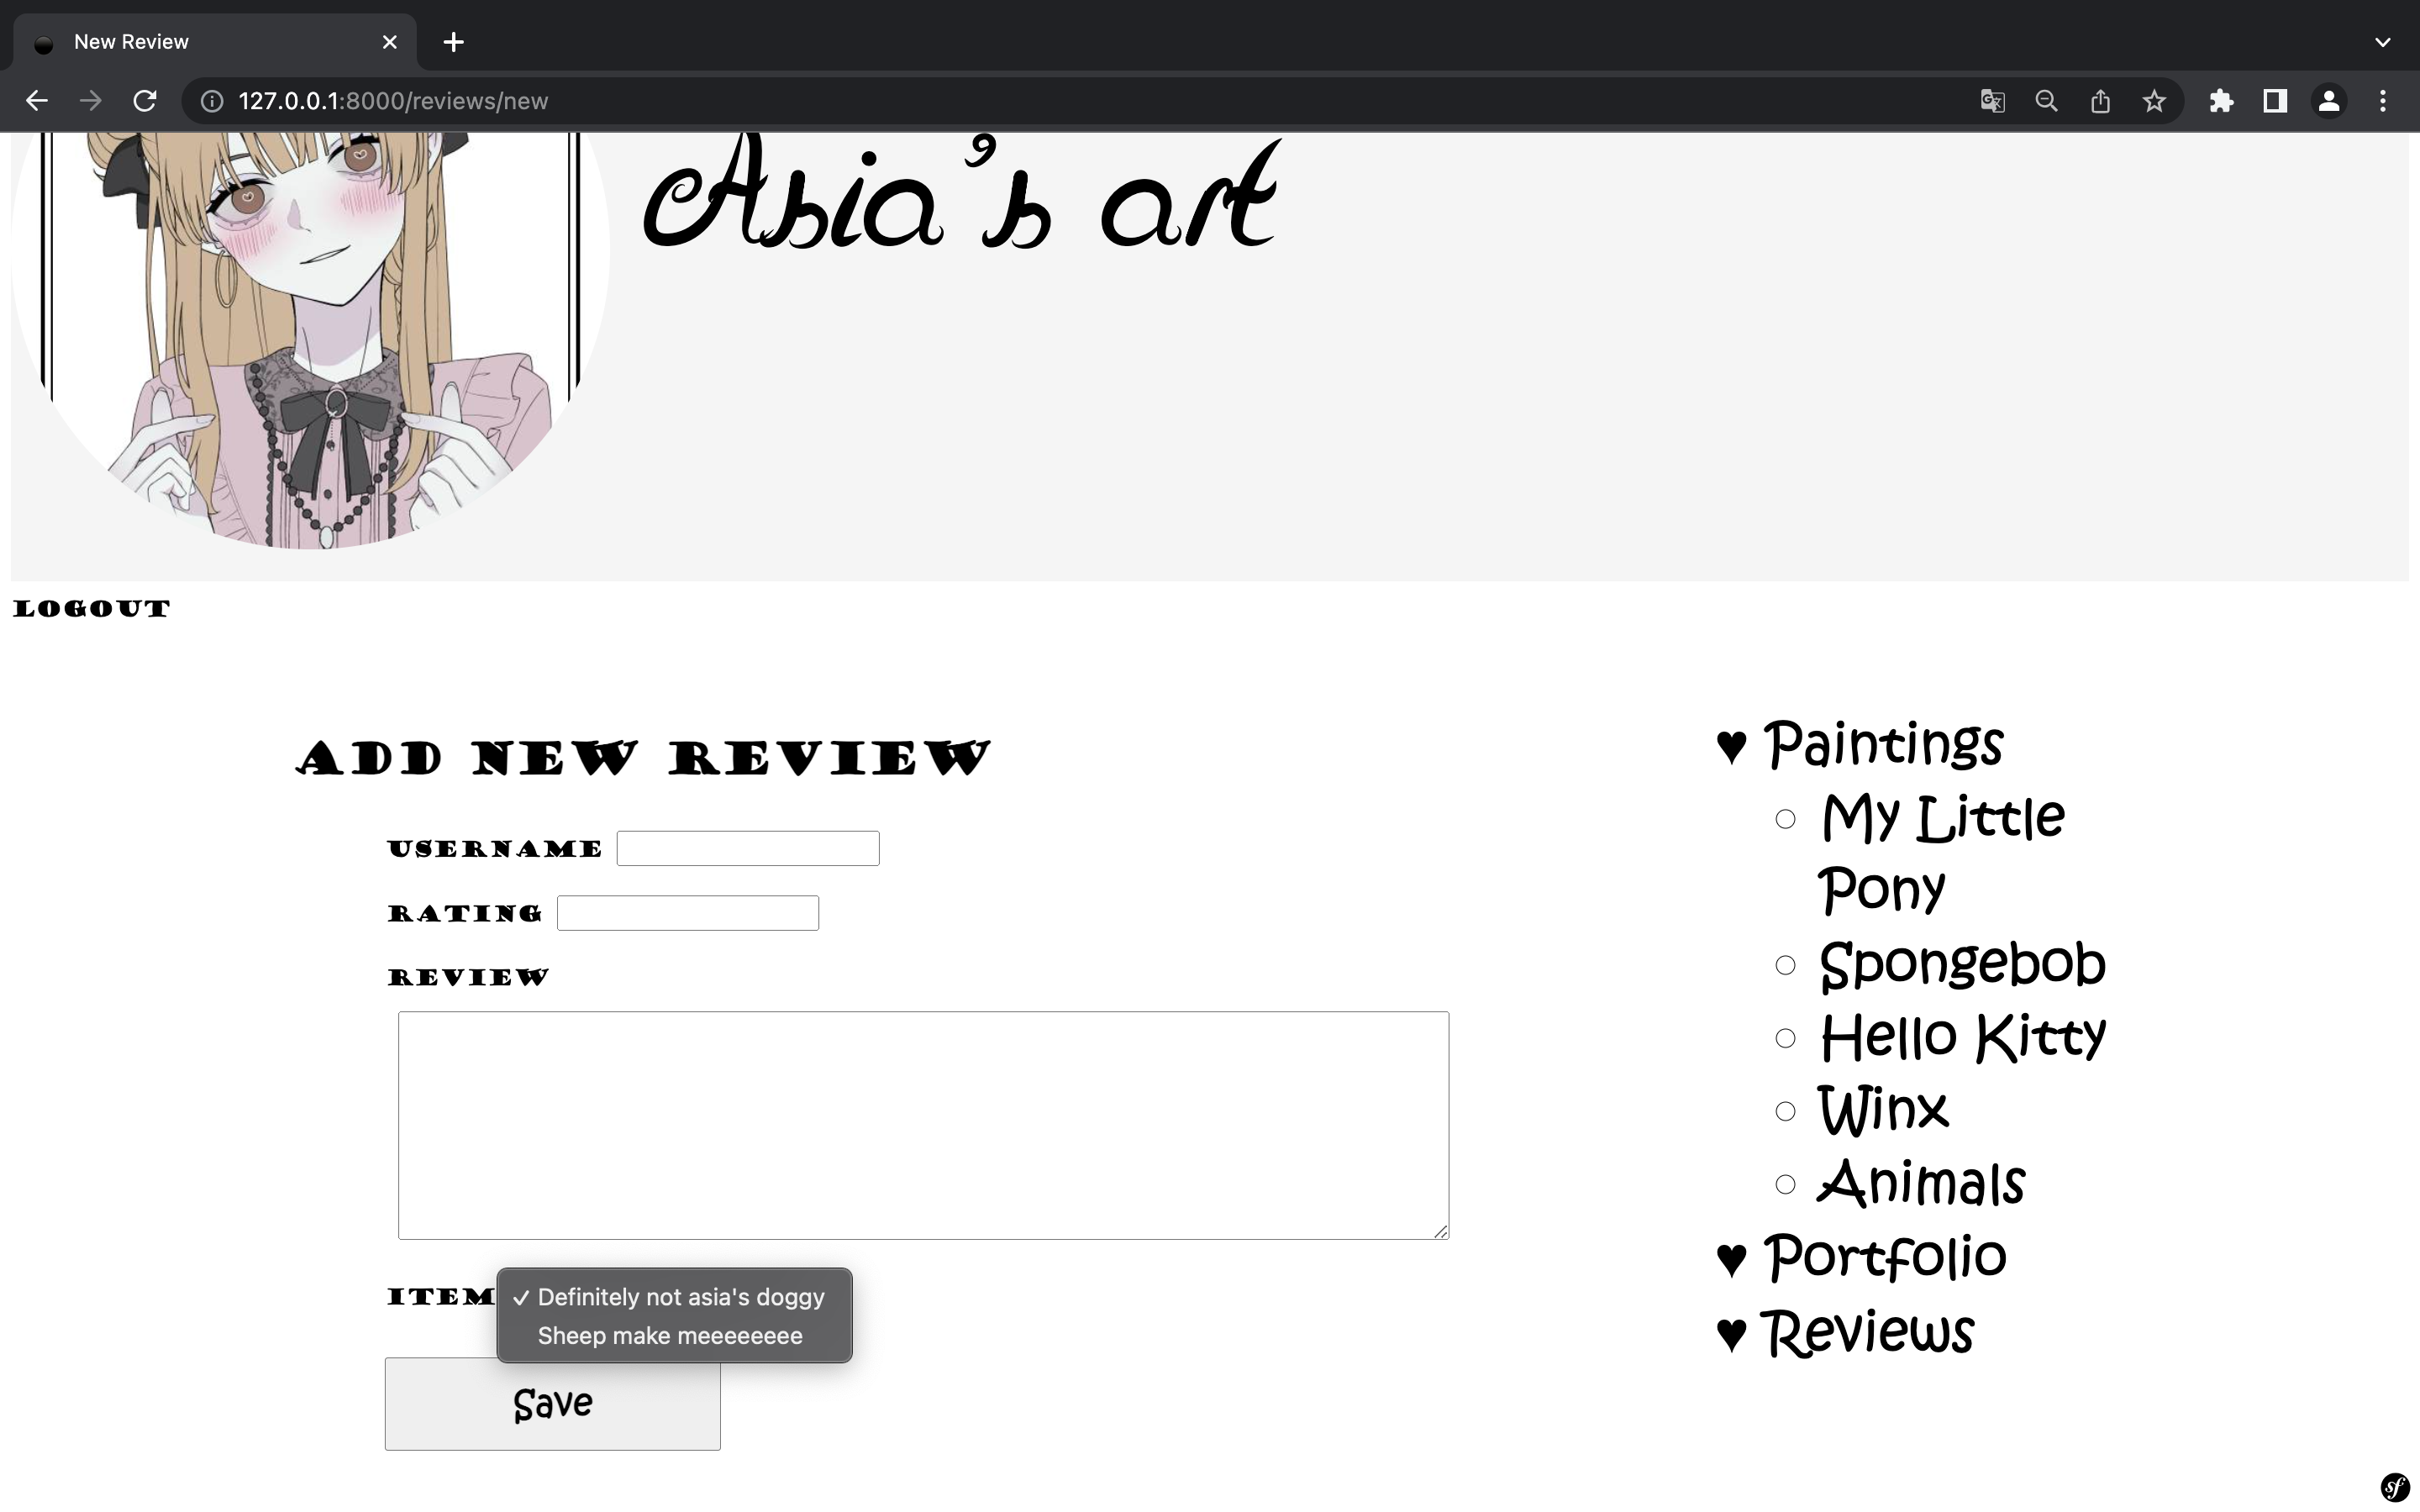 New Review
127.0.0.1:8000/reviews/new
Asia's art
LOGOUT
ADD NEW REVIEW
USERNAME
RATING
REVIEW
ITEM
Definitely not asia's doggy
Sheep make meeeeeeee
Save
Paintings
My Little
Pony
Spongebob
Hello Kitty
Winx
Animals
Portfolio
Reviews
sf